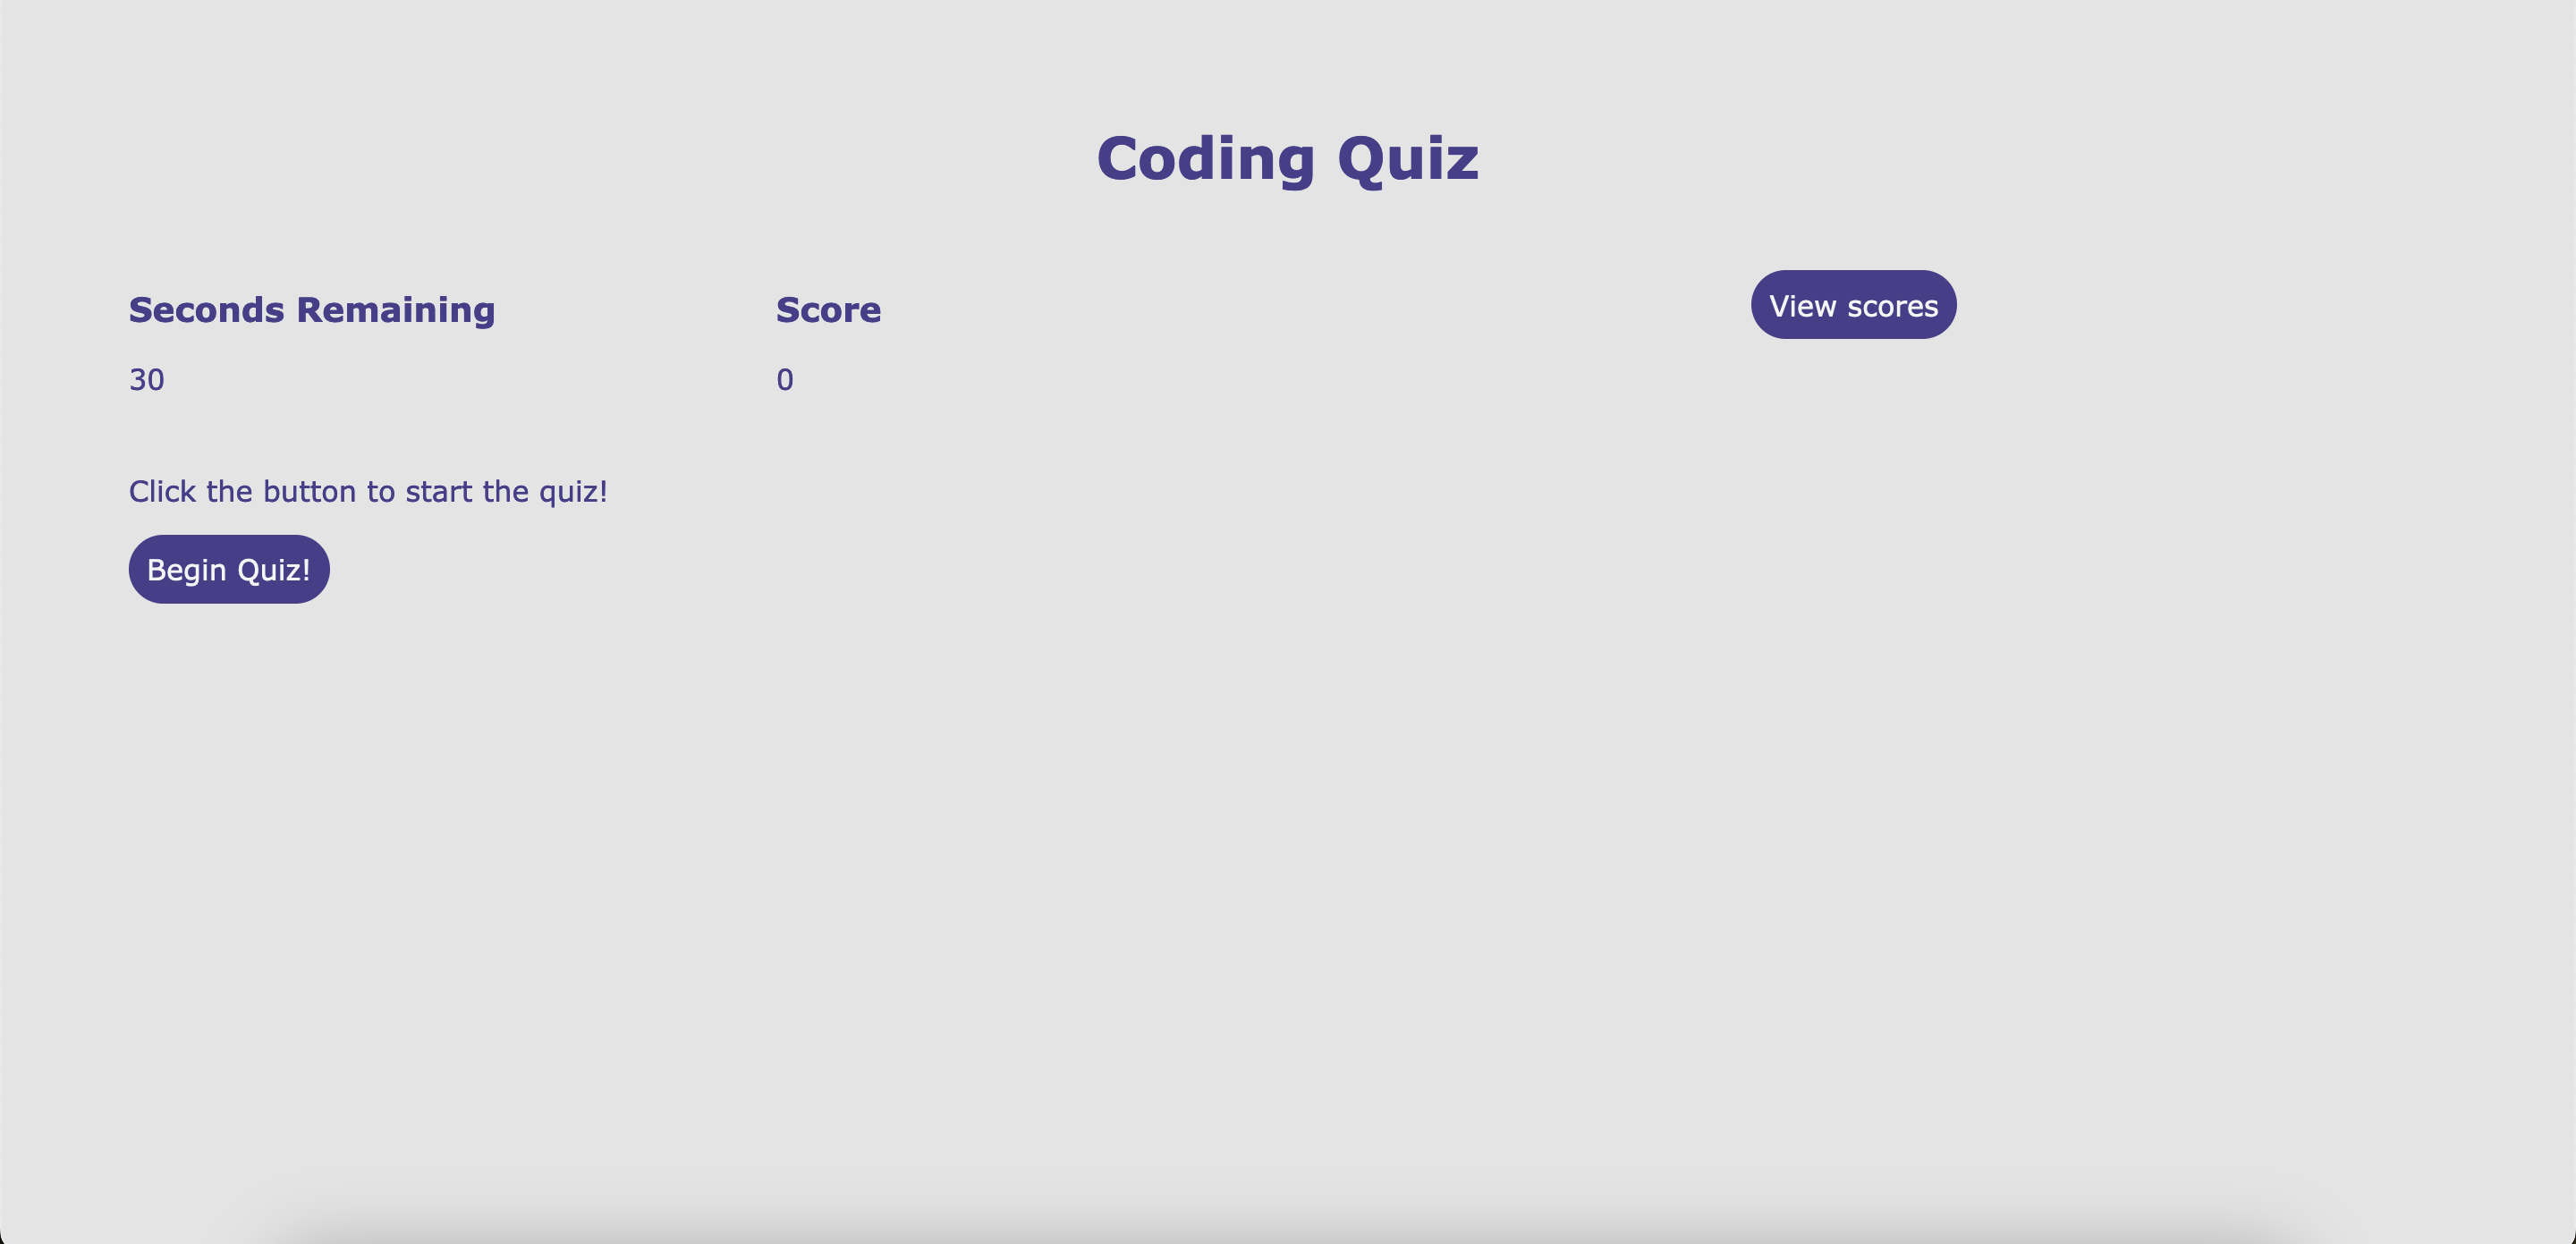 Coding Quiz
Seconds Remaining
Score
View scores
30
0
Click the button to start the quiz!
Begin Quiz!